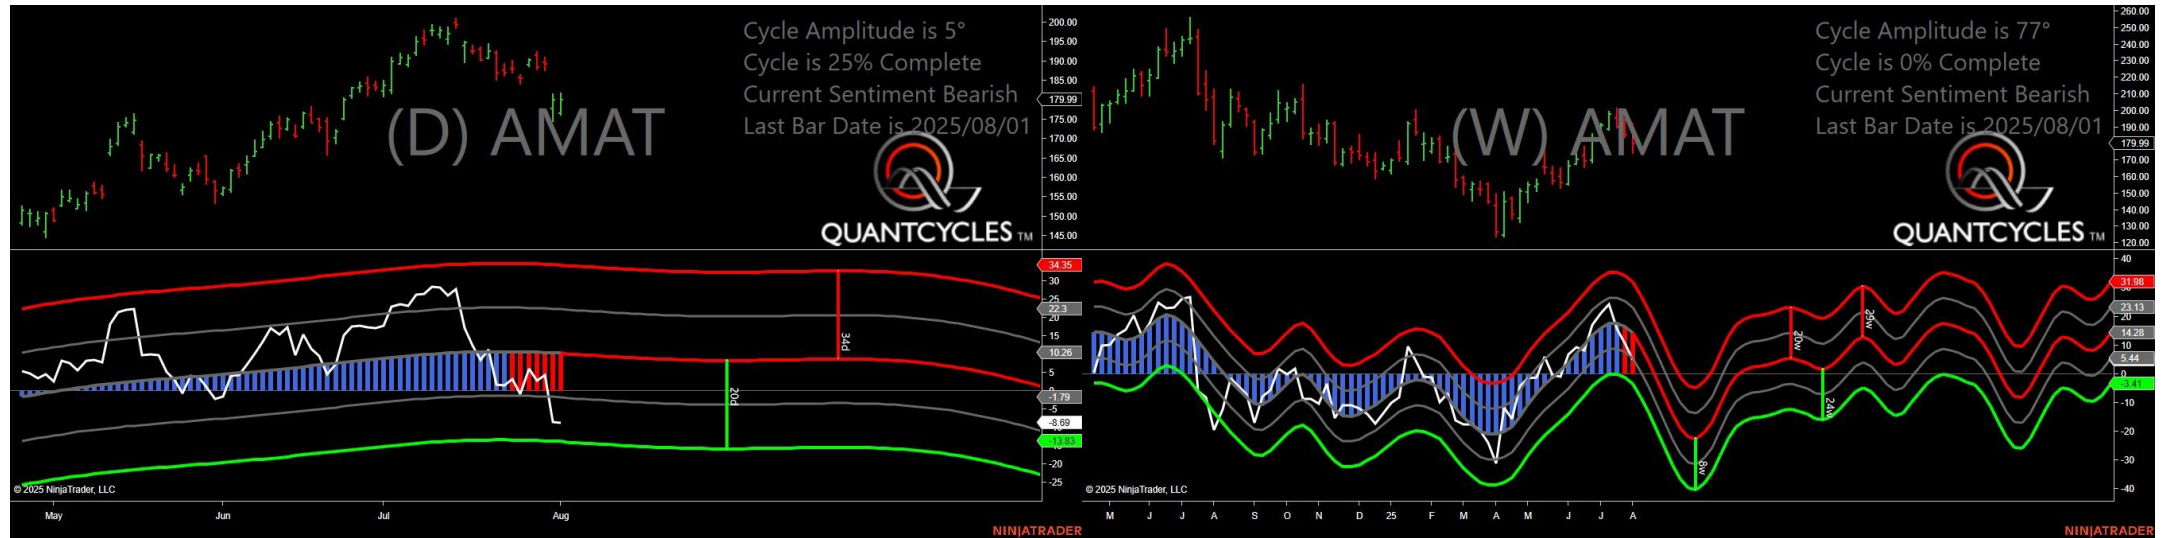 Cycle Amplitude is 5°
Cycle is 25% Complete
Current Sentiment Bearish
Last Bar Date is 2025/08/01
(D) AMAT
QUANTCYCLES TM
200.00
195.00
190.00
185.00
179.99
175.00
170.00
165.00
160.00
155.00
150.00
145.00
34.35
30
25
22.3
20
15
10.26
5
-1.79
-5
-8.69
-13.83
-20
-25
34d
20d
© 2025 NinjaTrader, LLC
May Jun Jul Aug
NINJATRADER
Cycle Amplitude is 77°
Cycle is 0% Complete
Current Sentiment Bearish
Last Bar Date is 2025/08/01
(W) AMAT
QUANTCYCLES TM
260.00
250.00
240.00
230.00
220.00
210.00
200.00
190.00
179.99
170.00
160.00
150.00
140.00
130.00
120.00
40
31.98
23.13
20
14.28
10
5.44
0
-3.41
-10
-20
-30
-40
20w
29w
24w
8w
© 2025 NinjaTrader, LLC
M J J A S O N D 25 F M A M J J A
NINJATRADER